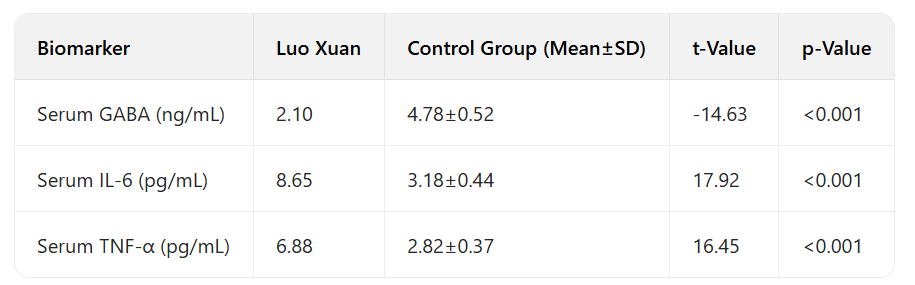 Biomarker Luo Xuan Control Group (Mean±SD) t-Value p-Value
Serum GABA (ng/mL) 2.10 4.78±0.52 -14.63 <0.001
Serum IL-6 (pg/mL) 8.65 3.18±0.44 17.92 <0.001
Serum TNF-α (pg/mL) 6.88 2.82±0.37 16.45 <0.001